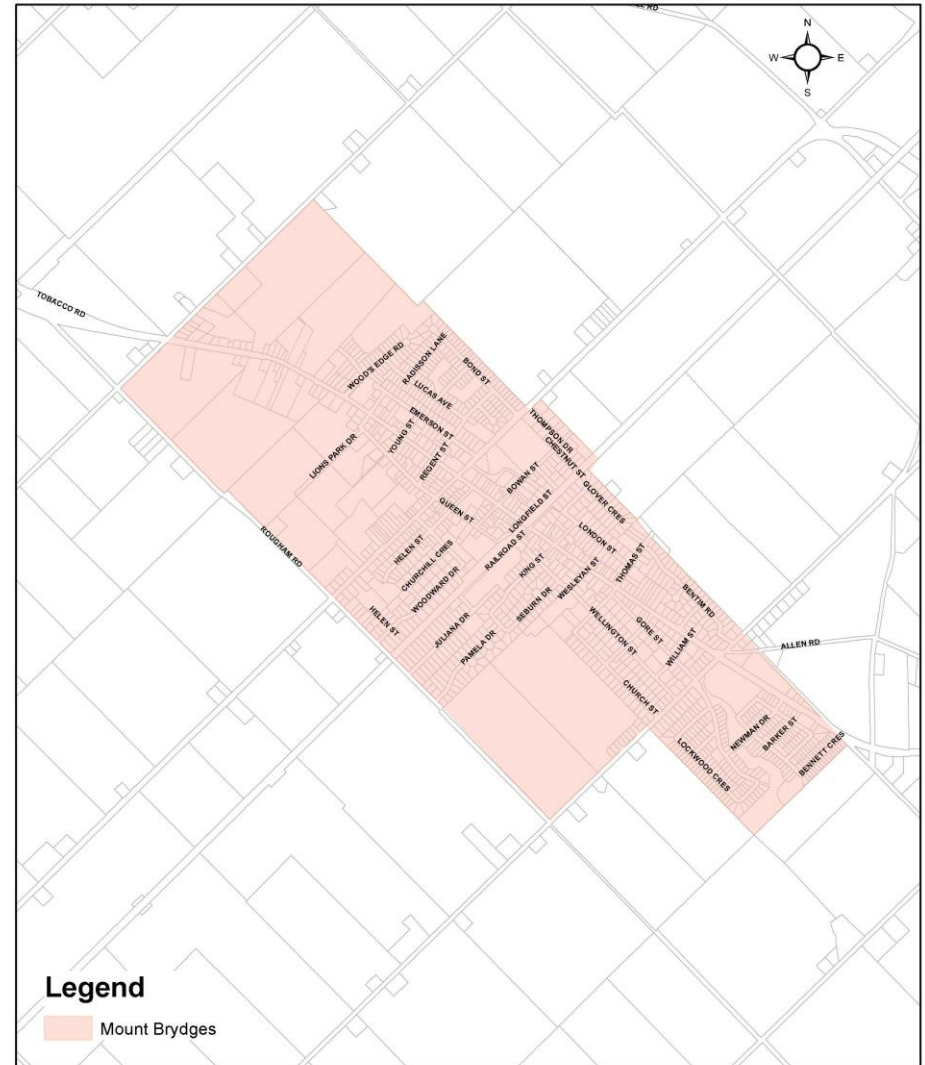 N
W E
S
TOBACCO RD
WOOD'S EDGE RD
RADISSON LANE
BOND ST
LUCAS AVE
EMERSON ST
THOMPSON DR
YOUNG ST
REGENT ST
CHESTNUT ST
LIONS PARK DR
BOWAN ST
GLOVER CRES
QUEEN ST
LONGFIELD ST
LONDON ST
ROUGHAM RD
HELEN ST
RAILROAD ST
CHURCHILL CRES
KING ST
THOMAS ST
WOODWARD DR
WESLEYAN ST
SEBURN DR
BENTIM RD
HELEN ST
JULIANA DR
PAMELA DR
WELLINGTON ST
GORE ST
WILLIAM ST
ALLEN RD
CHURCH ST
NEWMAN DR
BARKER ST
LOCKWOOD CRES
BENNETT CRES
Legend
Mount Brydges